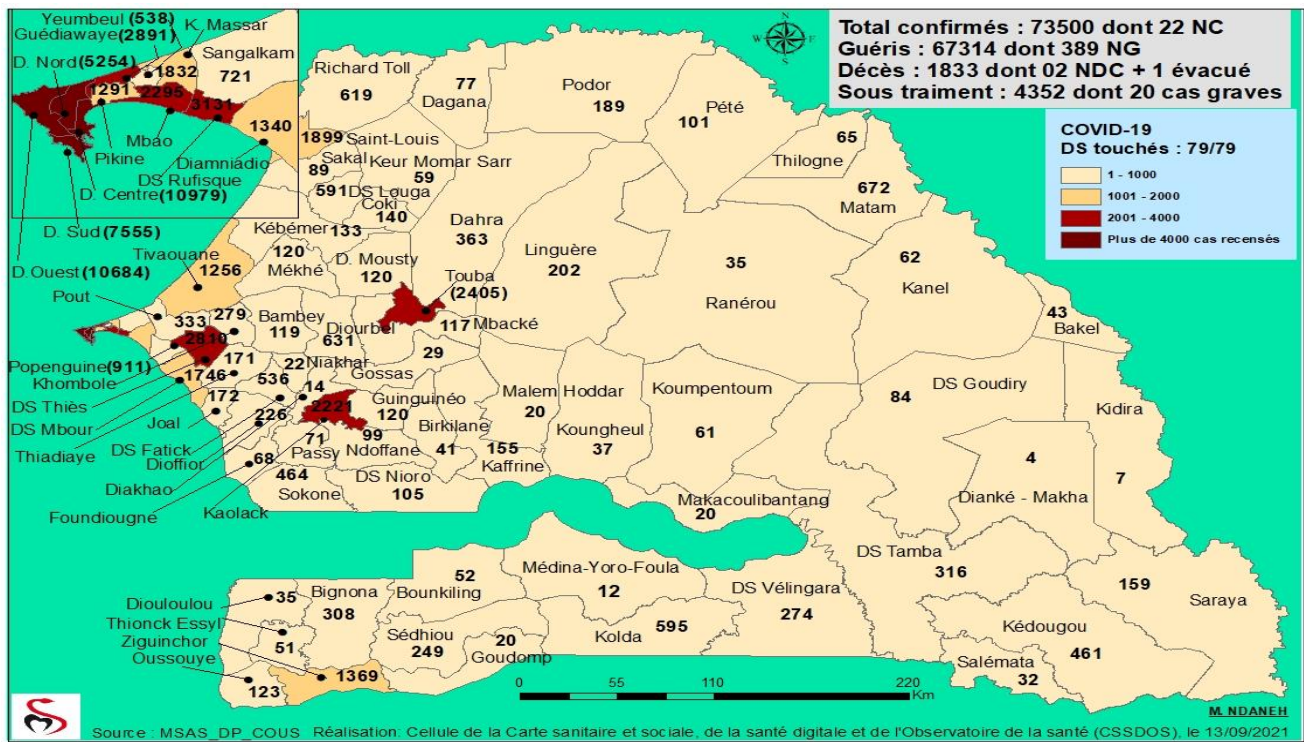 Yeumbeul (538)
K. Massar
Guédiawaye(2891)
Sangalkam
D. Nord(5254)
1832
721
1291
2295
3131
1340
Mbao
Pikine
Diamniádio
DS Rufisque
D. Centre(10979)
D. Sud(7555)
D.Ouest(10684)
N
E
S
Total confirmés : 73500 dont 22 NC
Guéris : 67314 dont 389 NG
Décès : 1833 dont 02 NDC + 1 évacué
Sous traiment : 4352 dont 20 cas graves
COVID-19
DS touchés : 79/79
1 - 1000
1001 - 2000
2001 - 4000
Plus de 4000 cas recensés
Richard Toll
619
77
Dagana
Podor
189
Pété
101
65
Thilogne
672
Matam
1899
Saint-Louis
Sakal
89
Keur Momar Sarr
59
591
DS Louga
Coki
140
Dahra
363
Linguère
202
35
Ranérou
62
Kanel
43
Bakel
Kébémer
133
120
Mékhé
D. Mousty
120
Tivaouane
1256
Touba
(2405)
117
Mbacké
Pout
333
279
Bambey
119
Diourbel
631
2810
29
Popenguine(911)
Khombole
171
22
Niakhar
Gossas
DS Thiès
1746
536
14
DS Mbour
172
2221
Guinguinéo
120
Malem Hoddar
20
Koumpentoum
61
84
DS Goudiry
Kidira
7
Thiadiaye
Joal
226
Birkilane
41
Koungheul
37
DS Fatick
Dioffior
71
Passy
99
Ndoffane
155
Kaffrine
4
Dianké - Makha
Diakhao
68
464
Sokone
DS Nioro
105
Foundiougne
Kaolack
Makacoulibantang
20
DS Tamba
316
159
Saraya
Diouloulou
35
Bignona
308
52
Bounkiling
Médina-Yoro-Foula
12
DS Vélingara
274
Thionck Essyl
51
Ziguinchor
Sédhiou
249
20
Goudomp
Kolda
595
Kédougou
461
Oussouye
123
1369
Salémata
32
0
55
110
220
Km
M. NDANEH
Source : MSAS_DP_COUS Réalisation: Cellule de la Carte sanitaire et sociale, de la santé digitale et de l'Observatoire de la santé (CSSDOS), le 13/09/2021